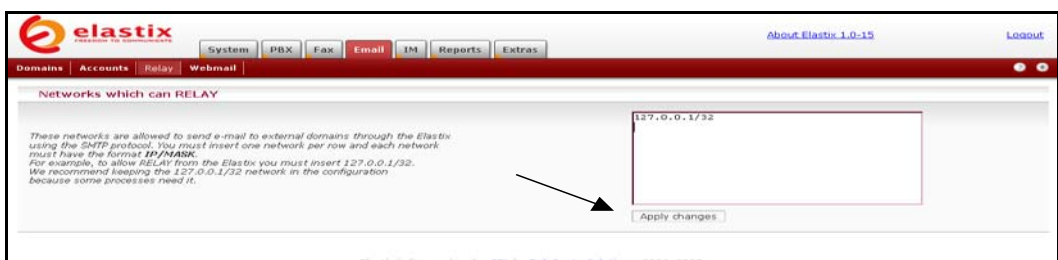 elastix
FREEDOM TO COMMUNICATE
System PBX Fax Email IM Reports Extras
About Elastix 1.0-15
Logout
Domains Accounts Relay Webmail
Networks which can RELAY
These networks are allowed to send e-mail to external domains through the Elastix
using the SMTP protocol. You must insert one network per row and each network
must have the format IP/MASK.
For example, to allow RELAY from the Elastix you must insert 127.0.0.1/32.
We recommend keeping the 127.0.0.1/32 network in the configuration
because some processes need it.
127.0.0.1/32
Apply changes